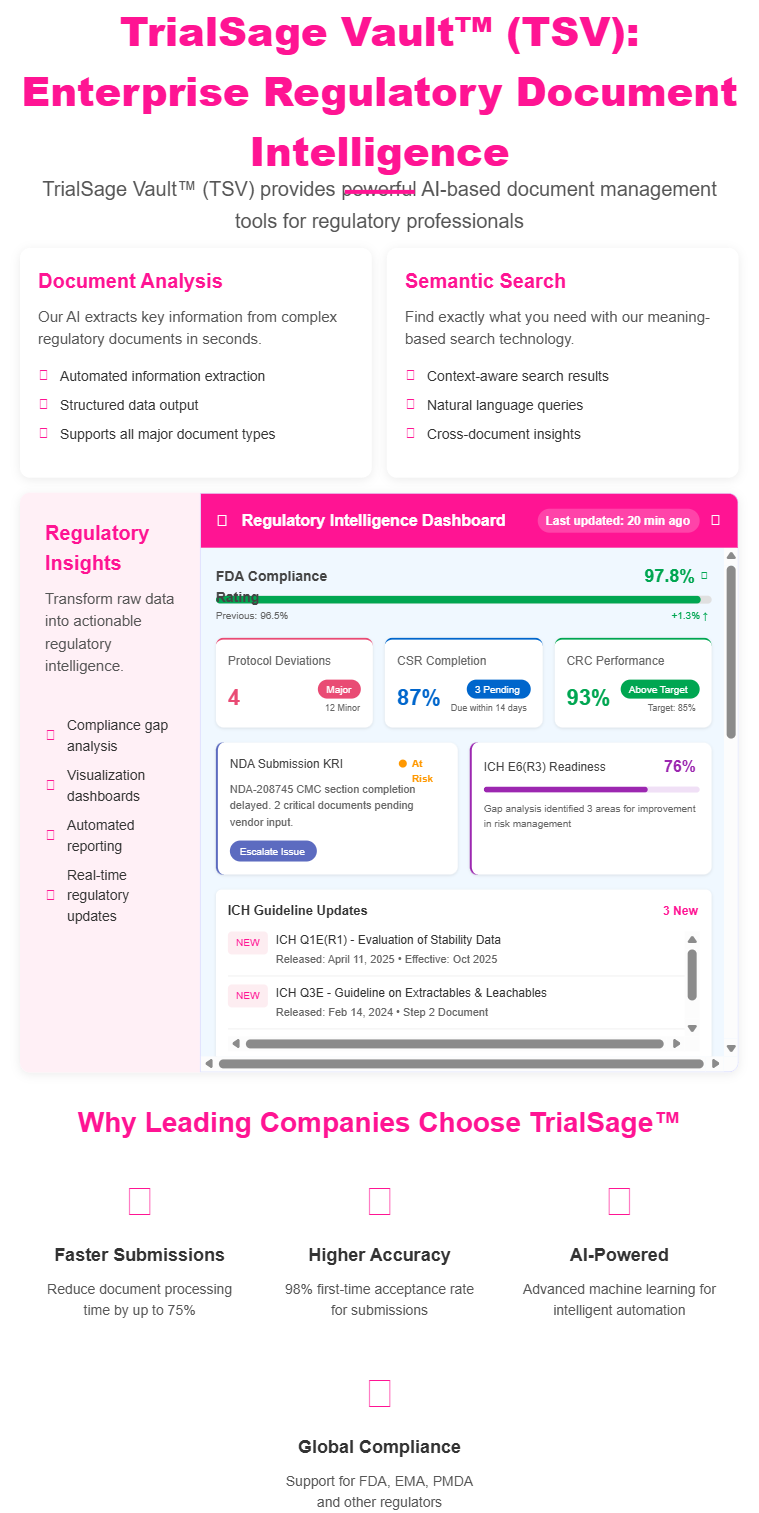 TrialSage Vault™ (TSV):
Enterprise Regulatory Document
Intelligence
TrialSage Vault™ (TSV) provides powerful AI-based document management
tools for regulatory professionals
Document Analysis
Our AI extracts key information from complex
regulatory documents in seconds.
Automated information extraction
Structured data output
Supports all major document types
Semantic Search
Find exactly what you need with our meaning-
based search technology.
Context-aware search results
Natural language queries
Cross-document insights
Regulatory
Insights
Transform raw data
into actionable
regulatory
intelligence.
Compliance gap
analysis
Visualization
dashboards
Automated
reporting
Real-time
regulatory
updates
Regulatory Intelligence Dashboard
Last updated: 20 min ago
FDA Compliance
Rating
97.8%
Previous: 96.5%
+1.3% ↑
Protocol Deviations
4
Major
12 Minor
CSR Completion
87%
3 Pending
Due within 14 days
CRC Performance
93%
Above Target
Target: 85%
NDA Submission KRI
At
Risk
NDA-208745 CMC section completion
delayed. 2 critical documents pending
vendor input.
Escalate Issue
ICH E6(R3) Readiness
76%
Gap analysis identified 3 areas for improvement
in risk management
ICH Guideline Updates
3 New
NEW
ICH Q1E(R1) - Evaluation of Stability Data
Released: April 11, 2025 • Effective: Oct 2025
NEW
ICH Q3E - Guideline on Extractables & Leachables
Released: Feb 14, 2024 • Step 2 Document
Why Leading Companies Choose TrialSage™
Faster Submissions
Reduce document processing
time by up to 75%
Higher Accuracy
98% first-time acceptance rate
for submissions
AI-Powered
Advanced machine learning for
intelligent automation
Global Compliance
Support for FDA, EMA, PMDA
and other regulators